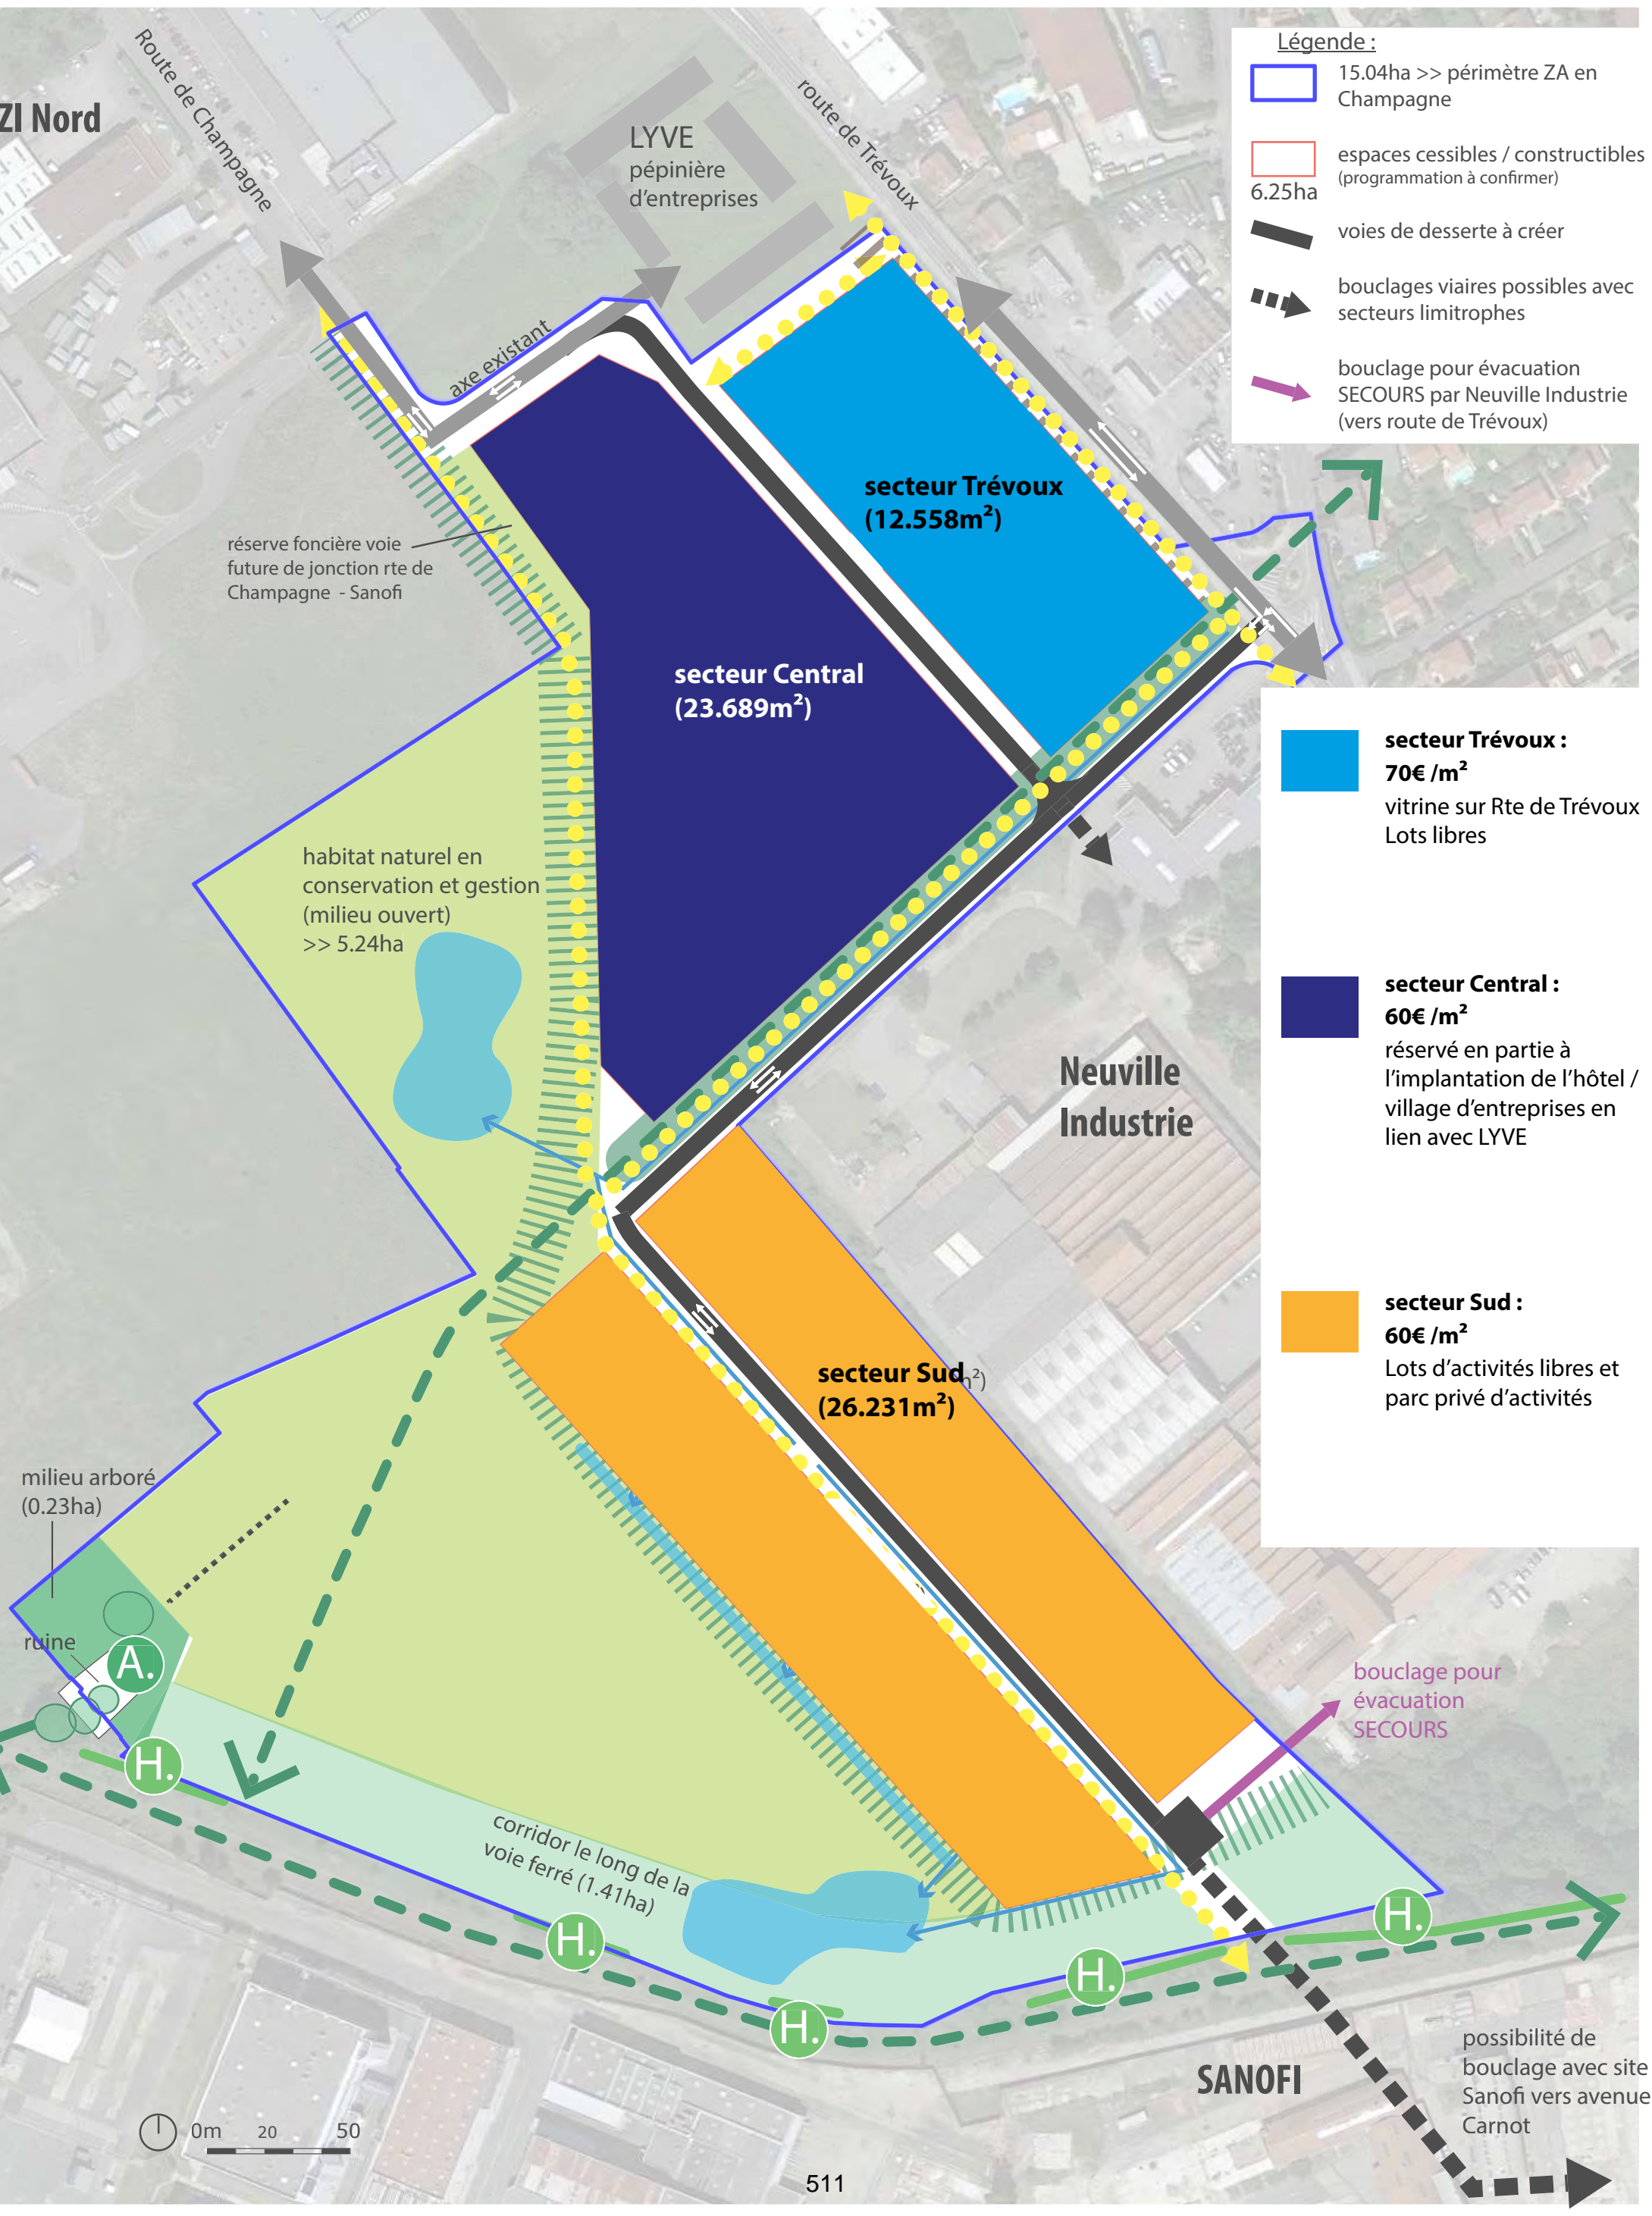 ZI Nord
Route de Champagne
LYVE
pépinière
d'entreprises
route de Trévoux
Légende :
15.04ha >> périmètre ZA en
Champagne
espaces cessibles / constructibles
(programmation à confirmer)
6.25ha
voies de desserte à créer
bouclages viaires possibles avec
secteurs limitrophes
bouclage pour évacuation
SECOURS par Neuville Industrie
(vers route de Trévoux)
axe existant
secteur Trévoux
(12.558m²)
réserve foncière voie
future de jonction rte de
Champagne - Sanofi
secteur Central
(23.689m²)
secteur Trévoux :
70€ /m²
vitrine sur Rte de Trévoux
Lots libres
habitat naturel en
conservation et gestion
(milieu ouvert)
>> 5.24ha
secteur Central :
60€ /m²
réservé en partie à
l'implantation de l'hôtel /
village d'entreprises en
lien avec LYVE
Neuville
Industrie
secteur Sud :
60€ /m²
Lots d'activités libres et
parc privé d'activités
secteur Sud
(26.231m²)
milieu arboré
(0.23ha)
ruine
A.
bouclage pour
évacuation
SECOURS
H.
corridor le long de la
voie ferré (1.41ha)
H.
H.
H.
H.
SANOFI
possibilité de
bouclage avec site
Sanofi vers avenue
Carnot
0m 20 50
511